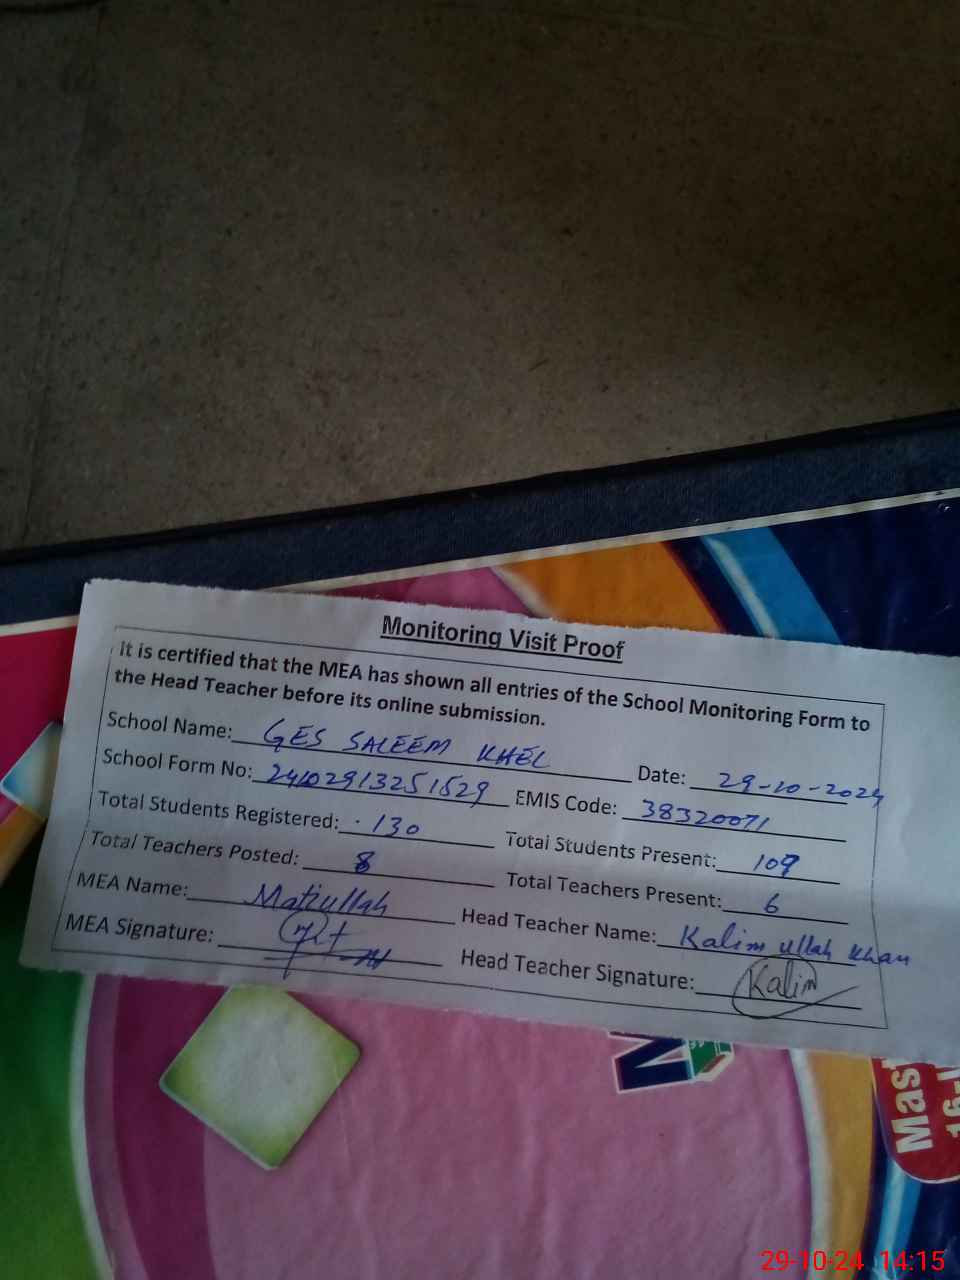 Monitoring Visit Proof
It is certified that the MEA has shown all entries of the School Monitoring Form to
the Head Teacher before its online submission.
School Name: GES SALEEM KHEL Date: 29-10-2024
School Form No: 24102913251529 EMIS Code: 38320071
Total Students Registered: 130 Total Students Present: 109
Total Teachers Posted: 8 Total Teachers Present: 6
MEA Name: Matiullah Head Teacher Name: Kalim ullah khan
MEA Signature: Head Teacher Signature: Kalim
Mast
16-
29-10-24 14:15